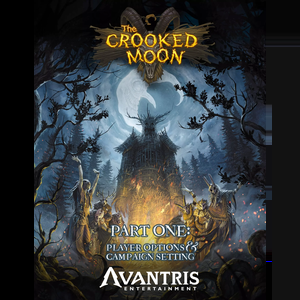 The
CROOKED
MOON
PART ONE:
PLAYER OPTIONS &
CAMPAIGN SETTING
AVANTRIS
ENTERTAINMENT